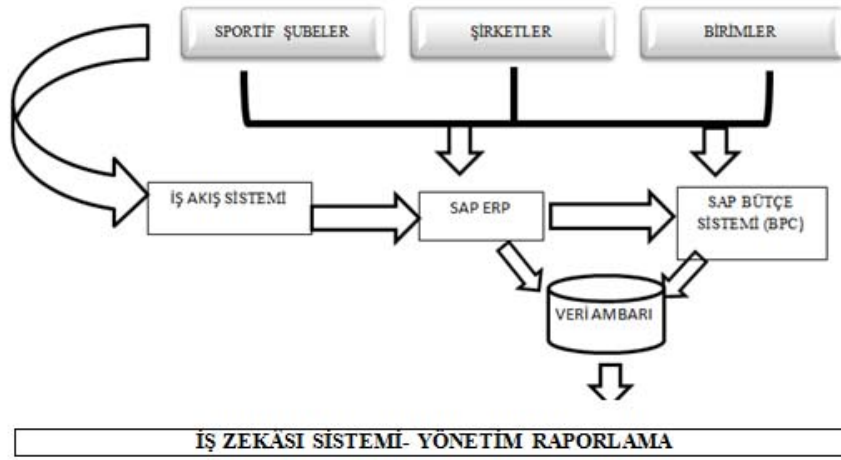 SPORTİF ŞUBELER
ŞİRKETLER
BİRİMLER
İŞ AKIŞ SİSTEMİ
SAP ERP
SAP BÜTÇE
SİSTEMİ (BPC)
VERİ AMBARI
İŞ ZEKÂSI SİSTEMİ- YÖNETİM RAPORLAMA